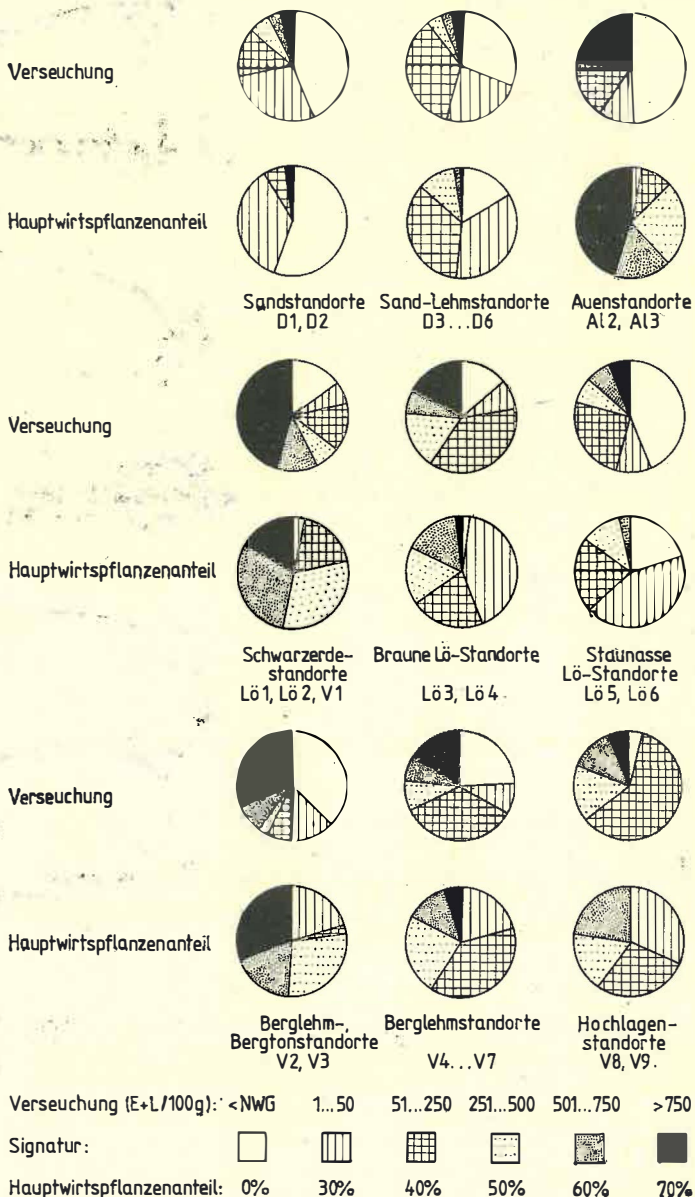 Verseuchung
Hauptwirtspflanzenanteil
Sandstandorte
D1, D2
Sand-Lehmstandorte
D3...D6
Auenstandorte
Al2, Al3
Verseuchung
Hauptwirtspflanzenanteil
Schwarzerde-
standorte
Lö1, Lö2, V1
Braune Lö-Standorte
Lö3, Lö4
Staunasse
Lö-Standorte
Lö5, Lö6
Verseuchung
Hauptwirtspflanzenanteil
Berglehm-,
Bergtonstandorte
V2, V3
Berglehmstandorte
V4...V7
Hochlagen-
standorte
V8, V9
Verseuchung (E+L/100g): <NWG 1...50 51...250 251...500 501...750 >750
Signatur:
Hauptwirtspflanzenanteil: 0% 30% 40% 50% 60% 70%